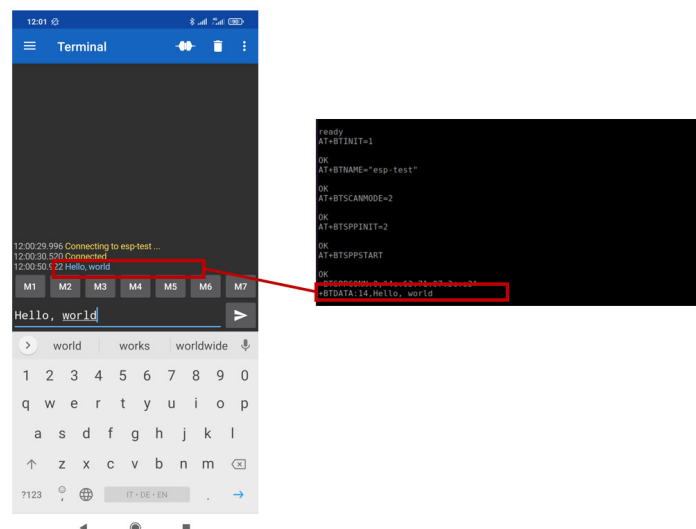 12:01
90
Terminal
12:00:29.996 Connecting to esp-test ...
12:00:30.520 Connected
12:00:50.922 Hello, world
M1 M2 M3 M4 M5 M6 M7
Hello, world
world works worldwide
1 2 3 4 5 6 7 8 9 0
q w e r t y u i o p
a s d f g h j k l
z x c v b n m
?123 , IT • DE • EN .
ready
AT+BTINIT=1
OK
AT+BTNAME="esp-test"
OK
AT+BTSCANMODE=2
OK
AT+BTSPPINIT=2
OK
AT+BTSPPSTART
OK
+BTDATA:14,Hello, world